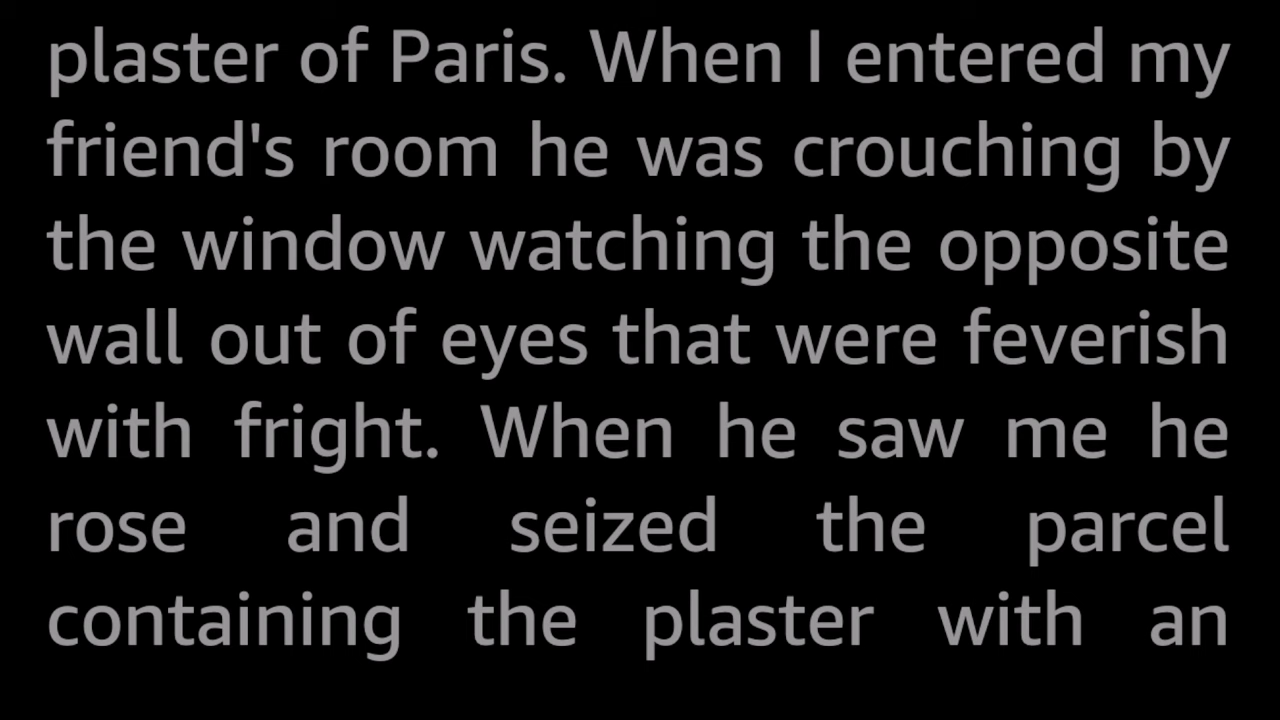 plaster of Paris. When I entered my
friend's room he was crouching by
the window watching the opposite
wall out of eyes that were feverish
with fright. When he saw me he
rose and seized the parcel
containing the plaster with an